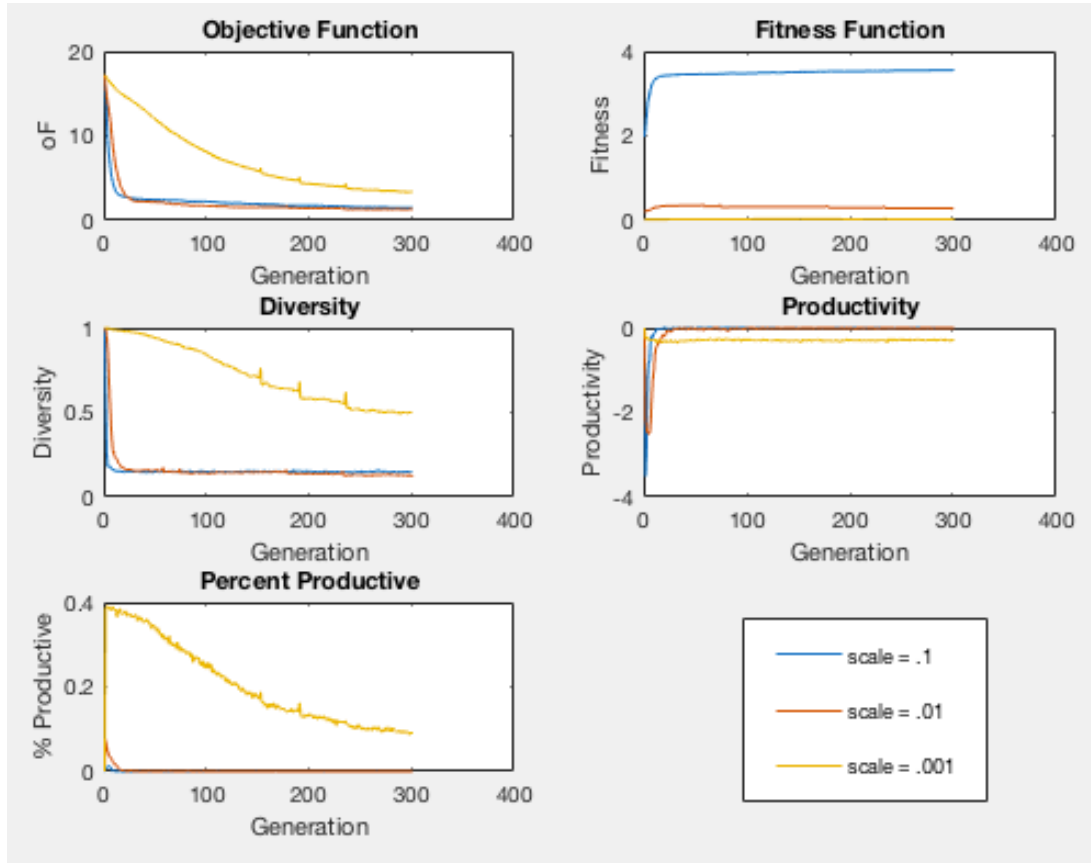 Objective Function
20
10
0
oF
0 100 200 300 400
Generation
Fitness Function
4
2
0
Fitness
0 100 200 300 400
Generation
Diversity
1
0.5
0
Diversity
0 100 200 300 400
Generation
Productivity
0
-2
-4
Productivity
0 100 200 300 400
Generation
Percent Productive
0.4
0.2
0
% Productive
0 100 200 300 400
Generation
scale = .1
scale = .01
scale = .001